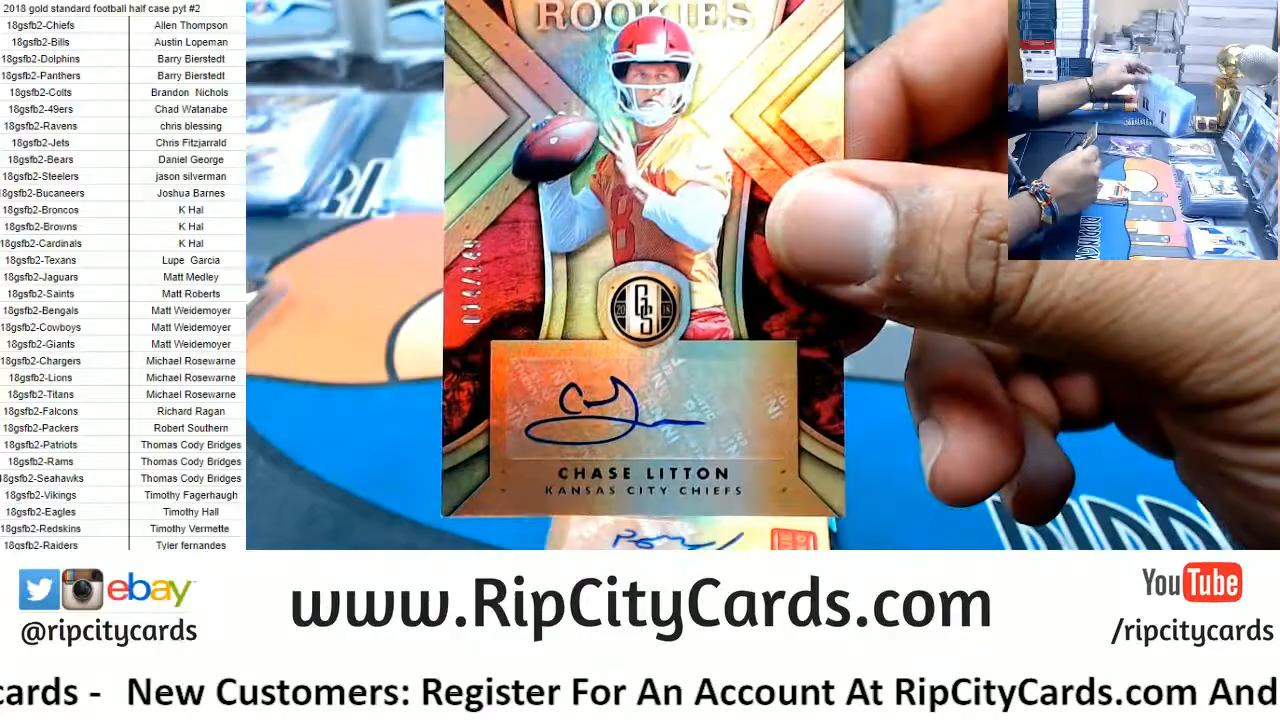 2018 gold standard football half case pyt #2
18gsfb2-Chiefs Allen Thompson
18gsfb2-Bills Austin Lopeman
18gsfb2-Dolphins Barry Bierstedt
18gsfb2-Panthers Barry Bierstedt
18gsfb2-Colts Brandon Nichols
18gsfb2-49ers Chad Watanabe
18gsfb2-Ravens chris blessing
18gsfb2-Jets Chris Fitzjarrald
18gsfb2-Bears Daniel George
18gsfb2-Steelers jason silverman
18gsfb2-Bucaneers Joshua Barnes
18gsfb2-Broncos K Hal
18gsfb2-Browns K Hal
18gsfb2-Cardinals K Hal
18gsfb2-Texans Lupe Garcia
18gsfb2-Jaguars Matt Medley
18gsfb2-Saints Matt Roberts
18gsfb2-Bengals Matt Weidemoyer
18gsfb2-Cowboys Matt Weidemoyer
18gsfb2-Giants Matt Weidemoyer
18gsfb2-Chargers Michael Rosewarne
18gsfb2-Lions Michael Rosewarne
18gsfb2-Titans Michael Rosewarne
18gsfb2-Falcons Richard Ragan
18gsfb2-Packers Robert Southern
18gsfb2-Patriots Thomas Cody Bridges
18gsfb2-Rams Thomas Cody Bridges
18gsfb2-Seahawks Thomas Cody Bridges
18gsfb2-Vikings Timothy Fagerhaugh
18gsfb2-Eagles Timothy Hall
18gsfb2-Redskins Timothy Vermette
18gsfb2-Raiders Tyler fernandes
ROOKIES
8
20 GS 18
CHASE LITTON
KANSAS CITY CHIEFS
ebay
@ripcitycards
www.RipCityCards.com
YouTube
/ripcitycards
cards - New Customers: Register For An Account At RipCityCards.com And